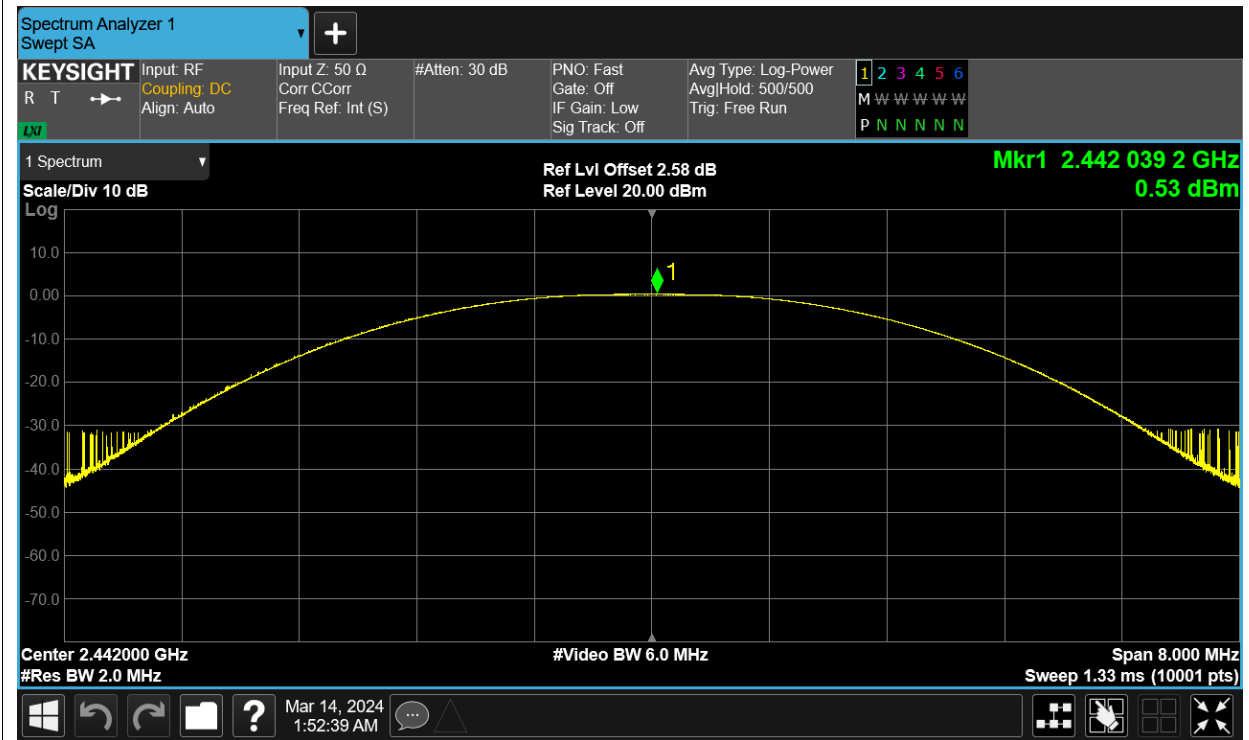 Spectrum Analyzer 1
Swept SA
KEYSIGHT
R T
LXI
Input: RF
Coupling: DC
Align: Auto
Input Z: 50 Ω
Corr CCorr
Freq Ref: Int (S)
#Atten: 30 dB
PNO: Fast
Gate: Off
IF Gain: Low
Sig Track: Off
Avg Type: Log-Power
Avg|Hold: 500/500
Trig: Free Run
1 2 3 4 5 6
M W W W W W
P N N N N N
1 Spectrum
Scale/Div 10 dB
Log
Ref Lvl Offset 2.58 dB
Ref Level 20.00 dBm
Mkr1 2.442 039 2 GHz
0.53 dBm
10.0
1
0.00
-10.0
-20.0
-30.0
-40.0
-50.0
-60.0
-70.0
Center 2.442000 GHz
#Res BW 2.0 MHz
#Video BW 6.0 MHz
Span 8.000 MHz
Sweep 1.33 ms (10001 pts)
?
Mar 14, 2024
1:52:39 AM